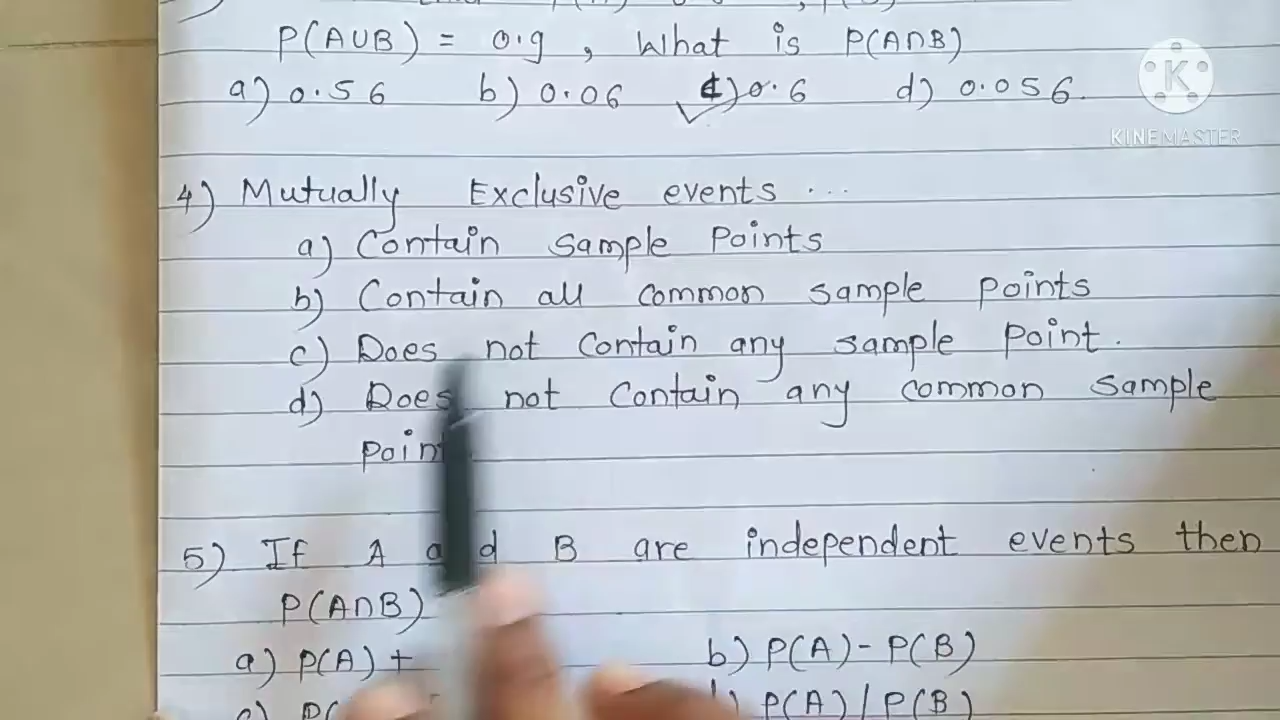 P(AUB) = 0.9 , What is P(A∩B)
a) 0.56 b) 0.06 c) 0.6 d) 0.056.
KINEMASTER
4) Mutually Exclusive events ...
a) Contain sample Points
b) Contain all common sample points
c) Does not contain any sample point.
d) Does not contain any common sample
5) If A B are independent events then
P(A∩B)
a) P(A) + b) P(A) - P(B)
P(A) / P(B)